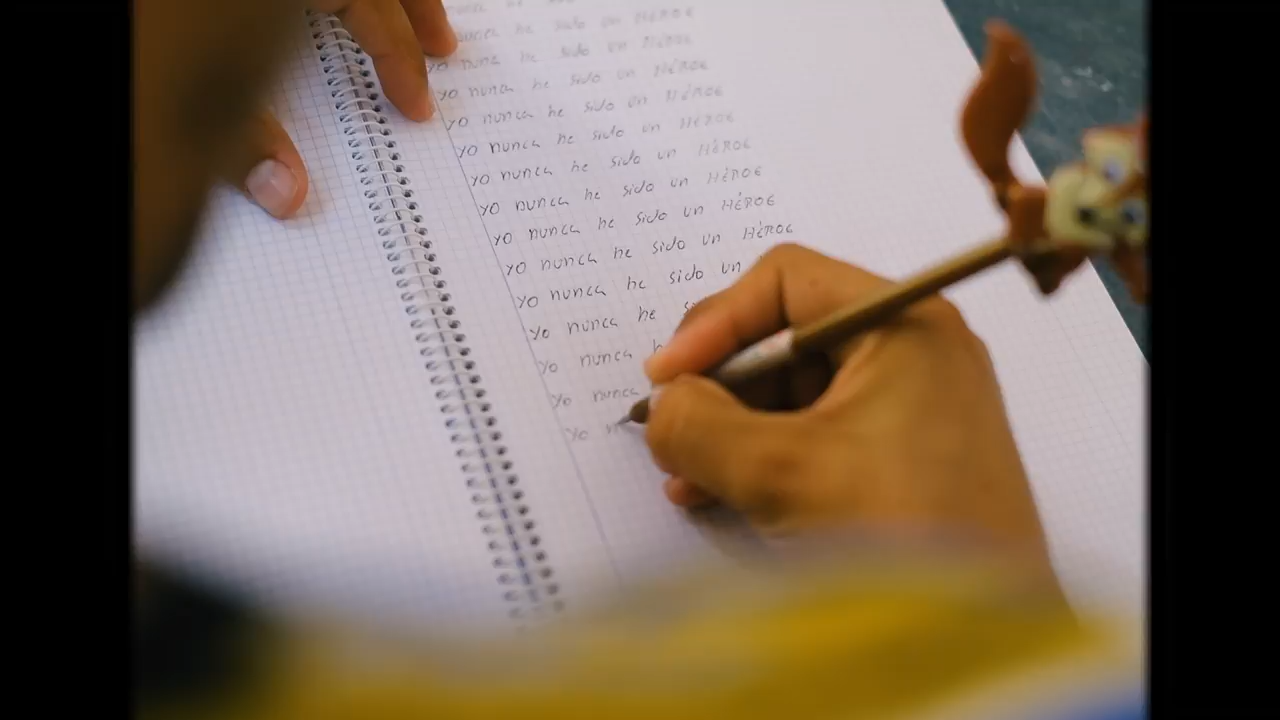 nunca he sido un HÉROE
yo nunca he sido un HÉROE
yo nunca he sido un HÉROE
yo nunca he sido un HÉROE
yo nunca he sido un HÉROE
yo nunca he sido un HÉROE
yo nunca he sido un HÉROE
yo nunca he sido un HÉROE
yo nunca he sido un HÉROE
yo nunca he sido un
yo nunca he
yo nunca
yo nunca
yo